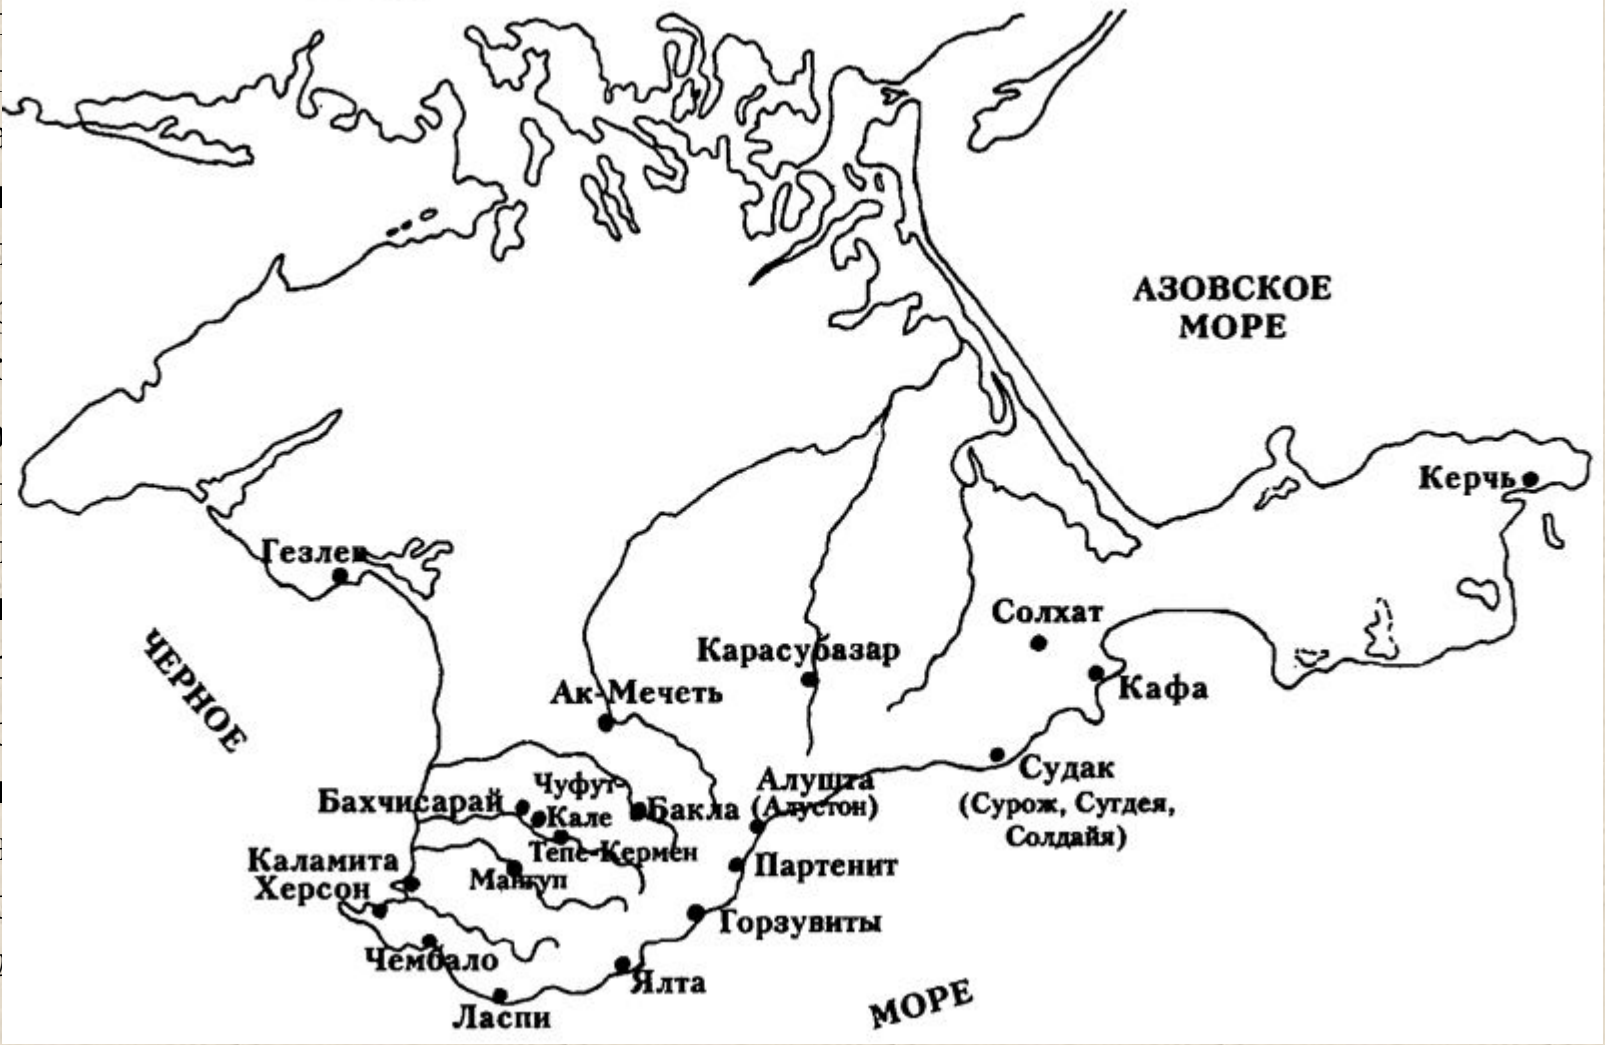 АЗОВСКОЕ
МОРЕ
Керчь
Гезлев
Солхат
ЧЕРНОЕ
Карасубазар
Ак-Мечеть
Кафа
Судак
(Сурож, Сугдея,
Солдайя)
Чуфут-
Кале
Алушта
(Алустон)
Бахчисарай
Бакла
Тепе-Кермен
Каламита
Партенит
Мангуп
Херсон
Горзувиты
Чембало
Ялта
МОРЕ
Ласпи